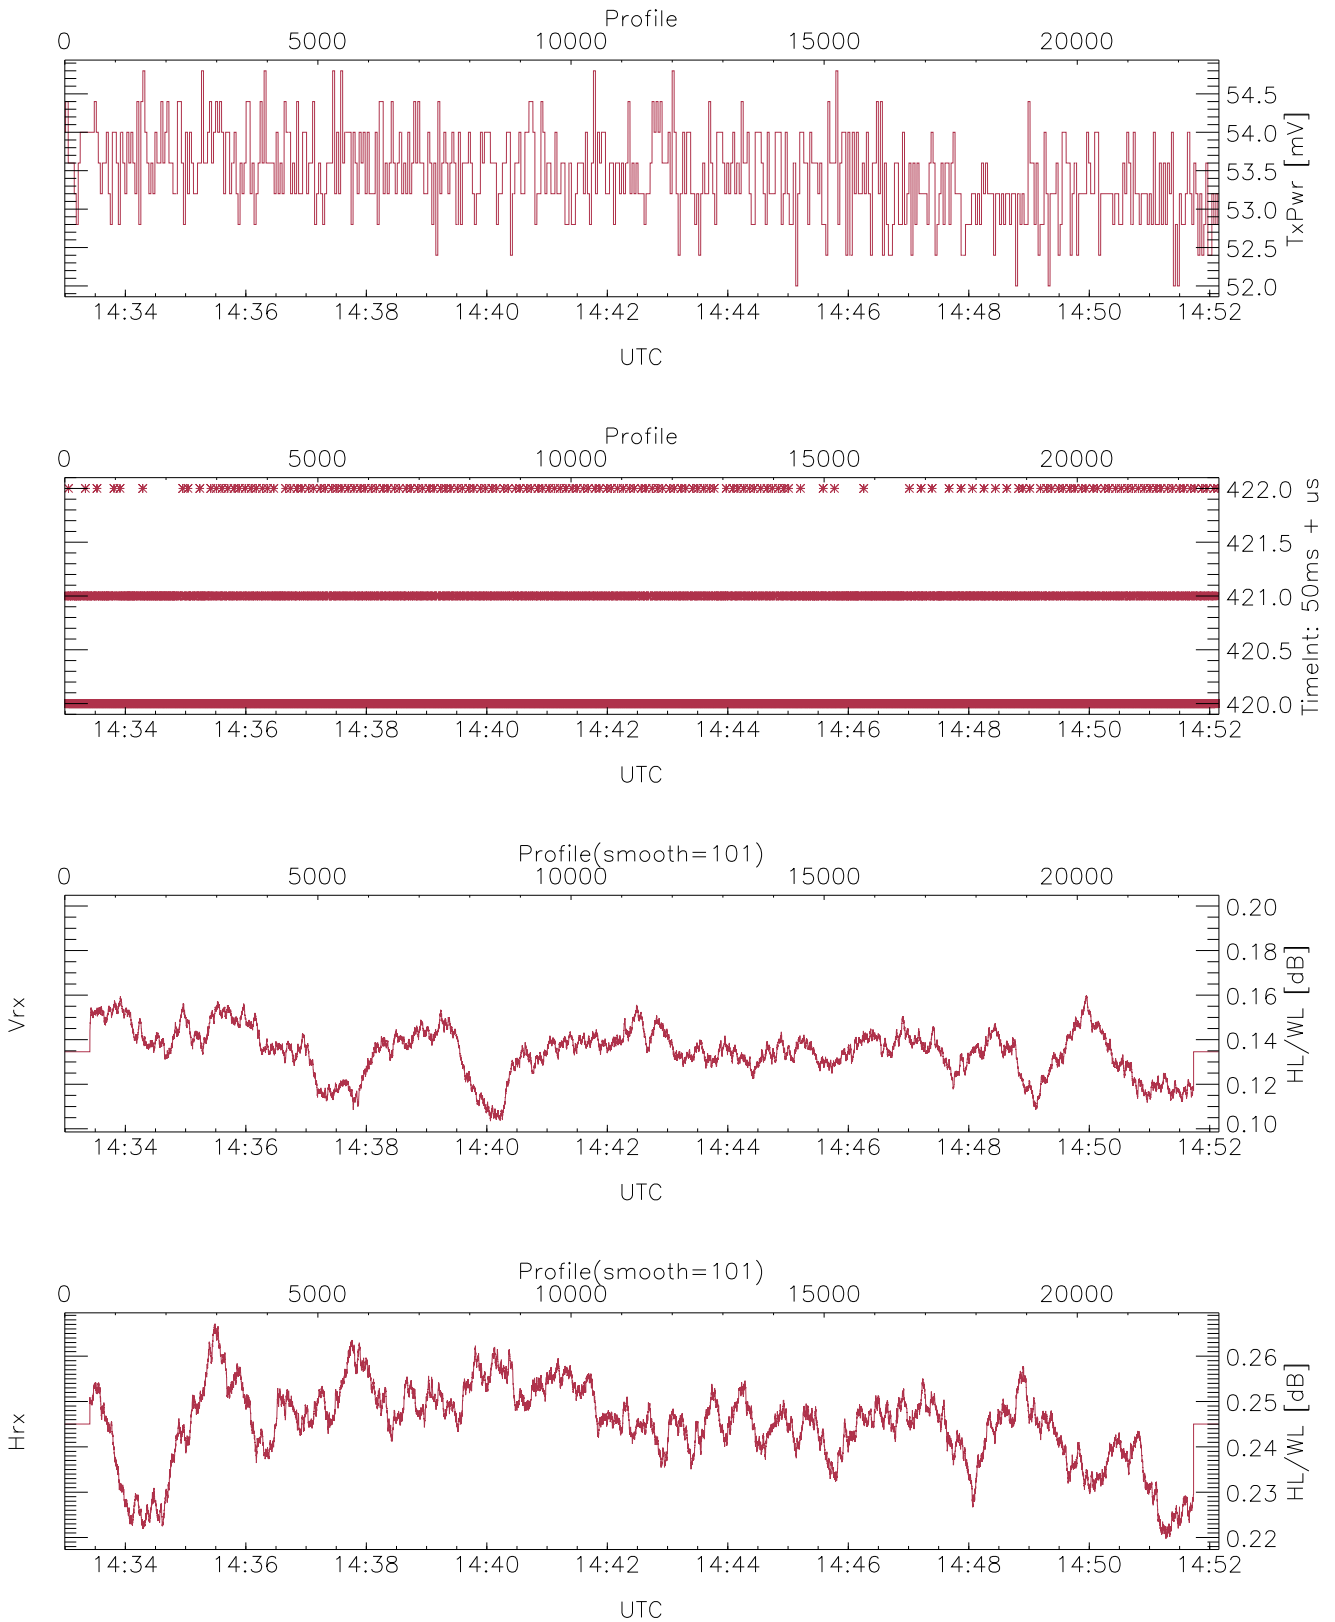 Profile
0 5000 10000 15000 20000
54.5
54.0
53.5
53.0
52.5
52.0
TxPwr [mV]
14:34 14:36 14:38 14:40 14:42 14:44 14:46 14:48 14:50 14:52
UTC
Profile
0 5000 10000 15000 20000
422.0
421.5
421.0
420.5
420.0
TimeInt: 50ms + us
14:34 14:36 14:38 14:40 14:42 14:44 14:46 14:48 14:50 14:52
UTC
Profile(smooth=101)
0 5000 10000 15000 20000
Vrx
0.20
0.18
0.16
0.14
0.12
0.10
HL/WL [dB]
14:34 14:36 14:38 14:40 14:42 14:44 14:46 14:48 14:50 14:52
UTC
Profile(smooth=101)
0 5000 10000 15000 20000
Hrx
0.26
0.25
0.24
0.23
0.22
HL/WL [dB]
14:34 14:36 14:38 14:40 14:42 14:44 14:46 14:48 14:50 14:52
UTC